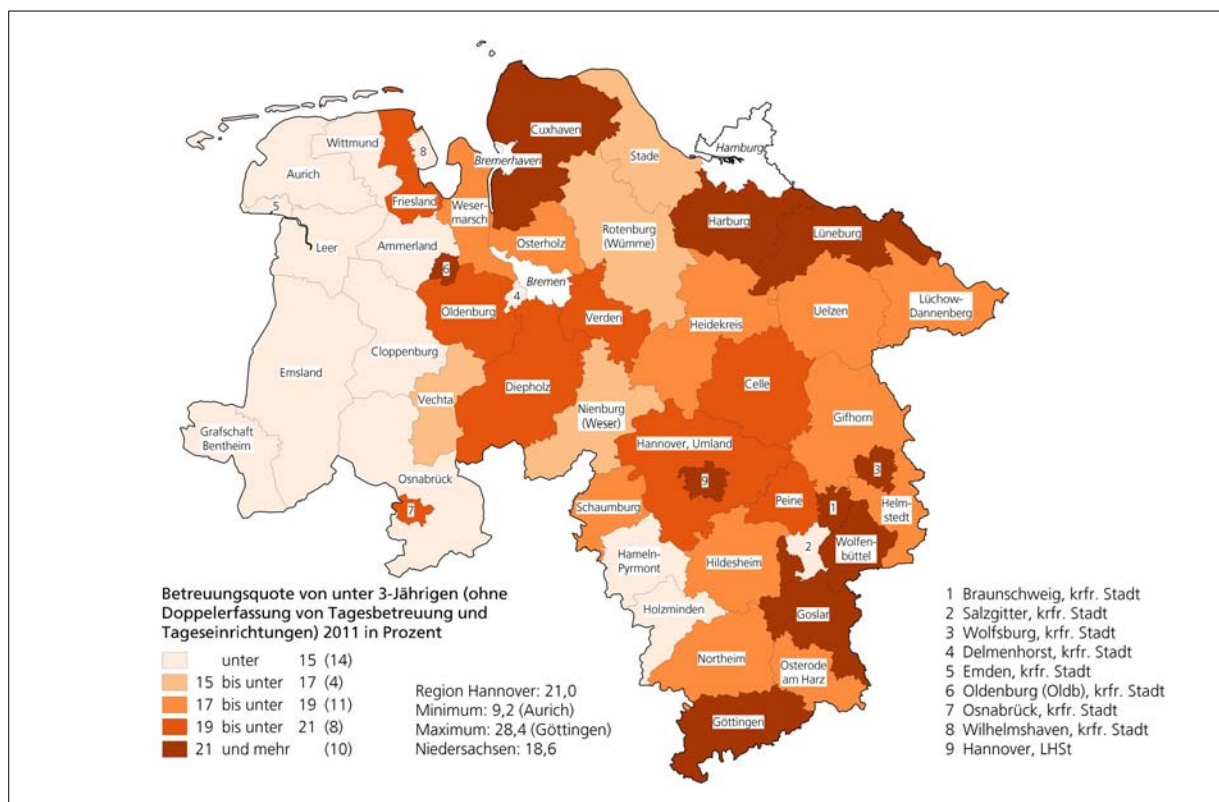 Cuxhaven
Hamburg
Wittmund
8
Bremerhaven
Stade
Aurich
5
Friesland
Weser-
marsch
Harburg
Lüneburg
Leer
Ammerland
Osterholz
Rotenburg
(Wümme)
6
Bremen
4
Oldenburg
Verden
Heidekreis
Uelzen
Lüchow-
Dannenberg
Cloppenburg
Emsland
Celle
Diepholz
Vechta
Nienburg
(Weser)
Gifhorn
Grafschaft
Bentheim
Hannover, Umland
3
Osnabrück
9
7
Schaumburg
Peine
1
Helm-
stedt
2
Wolfen-
büttel
Hameln-
Pyrmont
Hildesheim
Holzminden
Goslar
Northeim
Osterode
am Harz
Göttingen
Betreuungsquote von unter 3-Jährigen (ohne
Doppelerfassung von Tagesbetreuung und
Tageseinrichtungen) 2011 in Prozent
unter 15 (14)
15 bis unter 17 (4)
17 bis unter 19 (11)
19 bis unter 21 (8)
21 und mehr (10)
Region Hannover: 21,0
Minimum: 9,2 (Aurich)
Maximum: 28,4 (Göttingen)
Niedersachsen: 18,6
1 Braunschweig, krfr. Stadt
2 Salzgitter, krfr. Stadt
3 Wolfsburg, krfr. Stadt
4 Delmenhorst, krfr. Stadt
5 Emden, krfr. Stadt
6 Oldenburg (Oldb), krfr. Stadt
7 Osnabrück, krfr. Stadt
8 Wilhelmshaven, krfr. Stadt
9 Hannover, LHSt